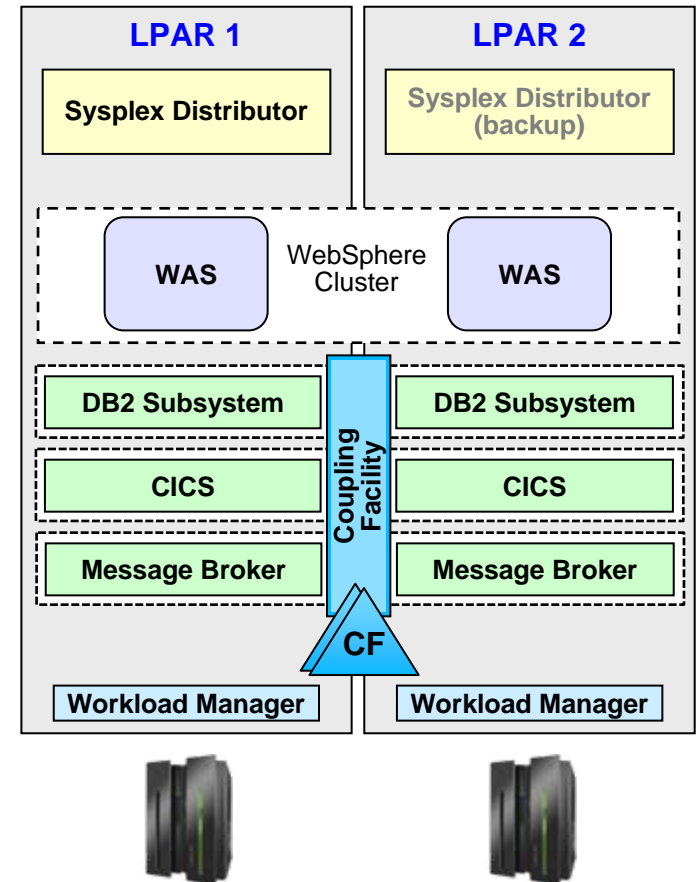 LPAR 1
LPAR 2
Sysplex Distributor
Sysplex Distributor
(backup)
WAS
WebSphere
Cluster
WAS
DB2 Subsystem
DB2 Subsystem
Coupling
Facility
CICS
CICS
Message Broker
Message Broker
CF
Workload Manager
Workload Manager